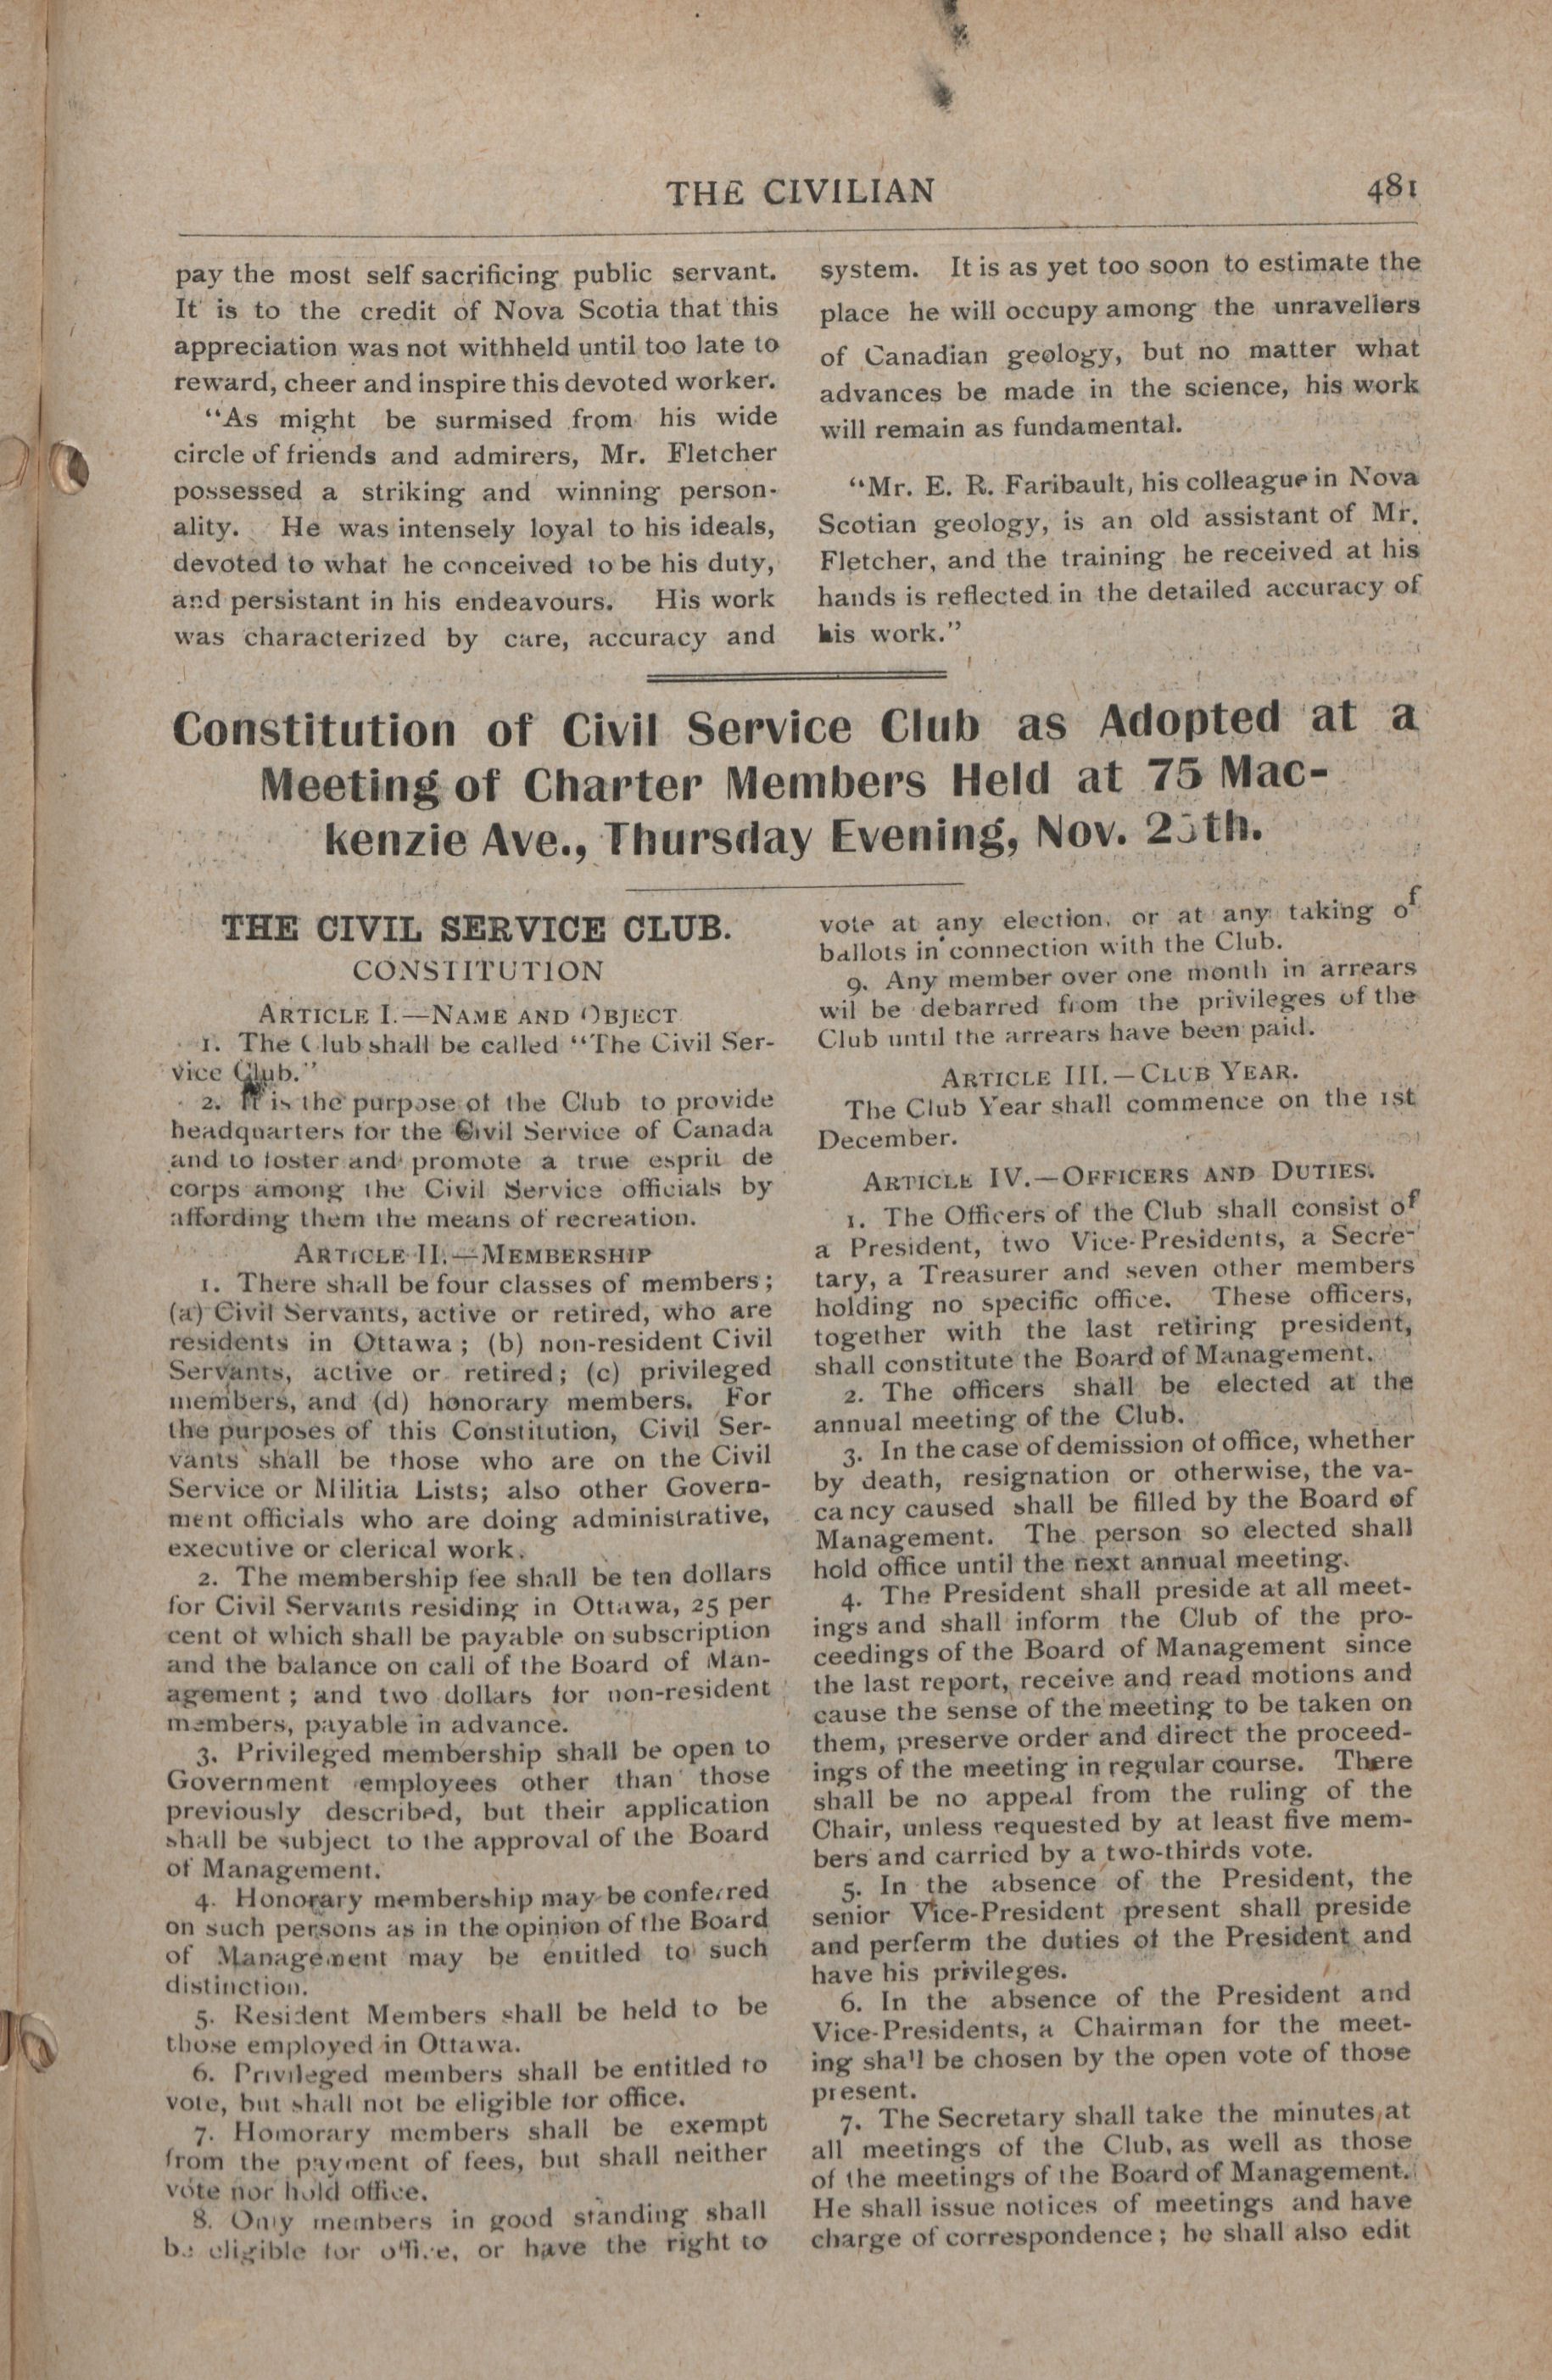 THE CIVILIAN
481
pay the most self sacrificing public servant.
It is to the credit of Nova Scotia that this
appreciation was not withheld until too late to
reward, cheer and inspire this devoted worker.
"As might be surmised from his wide
circle of friends and admirers, Mr. Fletcher
possessed a striking and winning person-
ality. He was intensely loyal to his ideals,
devoted to what he conceived to be his duty,
and persistant in his endeavours. His work
was characterized by care, accuracy and
system. It is as yet too soon to estimate the
place he will occupy among the unravellers
of Canadian geology, but no matter what
advances be made in the science, his work
will remain as fundamental.
"Mr. E. R. Faribault, his colleague in Nova
Scotian geology, is an old assistant of Mr.
Fletcher, and the training he received at his
hands is reflected in the detailed accuracy of
his work."
Constitution of Civil Service Club as Adopted at a
Meeting of Charter Members Held at 75 Mac-
kenzie Ave., Thursday Evening, Nov. 25th.
THE CIVIL SERVICE CLUB.
CONSTITUTION
ARTICLE I.—NAME AND OBJECT
1. The Club shall be called "The Civil Ser-
vice Club."
2. It is the purpose of the Club to provide
headquarters for the Civil Service of Canada
and to foster and promote a true esprit de
corps among the Civil Service officials by
affording them the means of recreation.
ARTICLE II.—MEMBERSHIP
1. There shall be four classes of members;
(a) Civil Servants, active or retired, who are
residents in Ottawa; (b) non-resident Civil
Servants, active or retired; (c) privileged
members, and (d) honorary members. For
the purposes of this Constitution, Civil Ser-
vants shall be those who are on the Civil
Service or Militia Lists; also other Govern-
ment officials who are doing administrative,
executive or clerical work.
2. The membership fee shall be ten dollars
for Civil Servants residing in Ottawa, 25 per
cent of which shall be payable on subscription
and the balance on call of the Board of Man-
agement; and two dollars for non-resident
members, payable in advance.
3. Privileged membership shall be open to
Government employees other than those
previously described, but their application
shall be subject to the approval of the Board
of Management.
4. Honorary membership may be conferred
on such persons as in the opinion of the Board
of Management may be entitled to such
distinction.
5. Resident Members shall be held to be
those employed in Ottawa.
6. Privileged members shall be entitled to
vote, but shall not be eligible for office.
7. Homorary members shall be exempt
from the payment of fees, but shall neither
vote nor hold office.
8. Only members in good standing shall
be eligible for office, or have the right to
vote at any election, or at any taking of
ballots in connection with the Club.
9. Any member over one month in arrears
wil be debarred from the privileges of the
Club until the arrears have been paid.
ARTICLE III.—CLUB YEAR.
The Club Year shall commence on the 1st
December.
ARTICLE IV.—OFFICERS AND DUTIES.
1. The Officers of the Club shall consist of
a President, two Vice-Presidents, a Secre-
tary, a Treasurer and seven other members
holding no specific office. These officers,
together with the last retiring president,
shall constitute the Board of Management.
2. The officers shall be elected at the
annual meeting of the Club.
3. In the case of demission of office, whether
by death, resignation or otherwise, the va-
cancy caused shall be filled by the Board of
Management. The person so elected shall
hold office until the next annual meeting.
4. The President shall preside at all meet-
ings and shall inform the Club of the pro-
ceedings of the Board of Management since
the last report, receive and read motions and
cause the sense of the meeting to be taken on
them, preserve order and direct the proceed-
ings of the meeting in regular course. There
shall be no appeal from the ruling of the
Chair, unless requested by at least five mem-
bers and carried by a two-thirds vote.
5. In the absence of the President, the
senior Vice-President present shall preside
and perferm the duties of the President and
have his privileges.
6. In the absence of the President and
Vice-Presidents, a Chairman for the meet-
ing shall be chosen by the open vote of those
present.
7. The Secretary shall take the minutes, at
all meetings of the Club, as well as those
of the meetings of the Board of Management.
He shall issue notices of meetings and have
charge of correspondence; he shall also edit